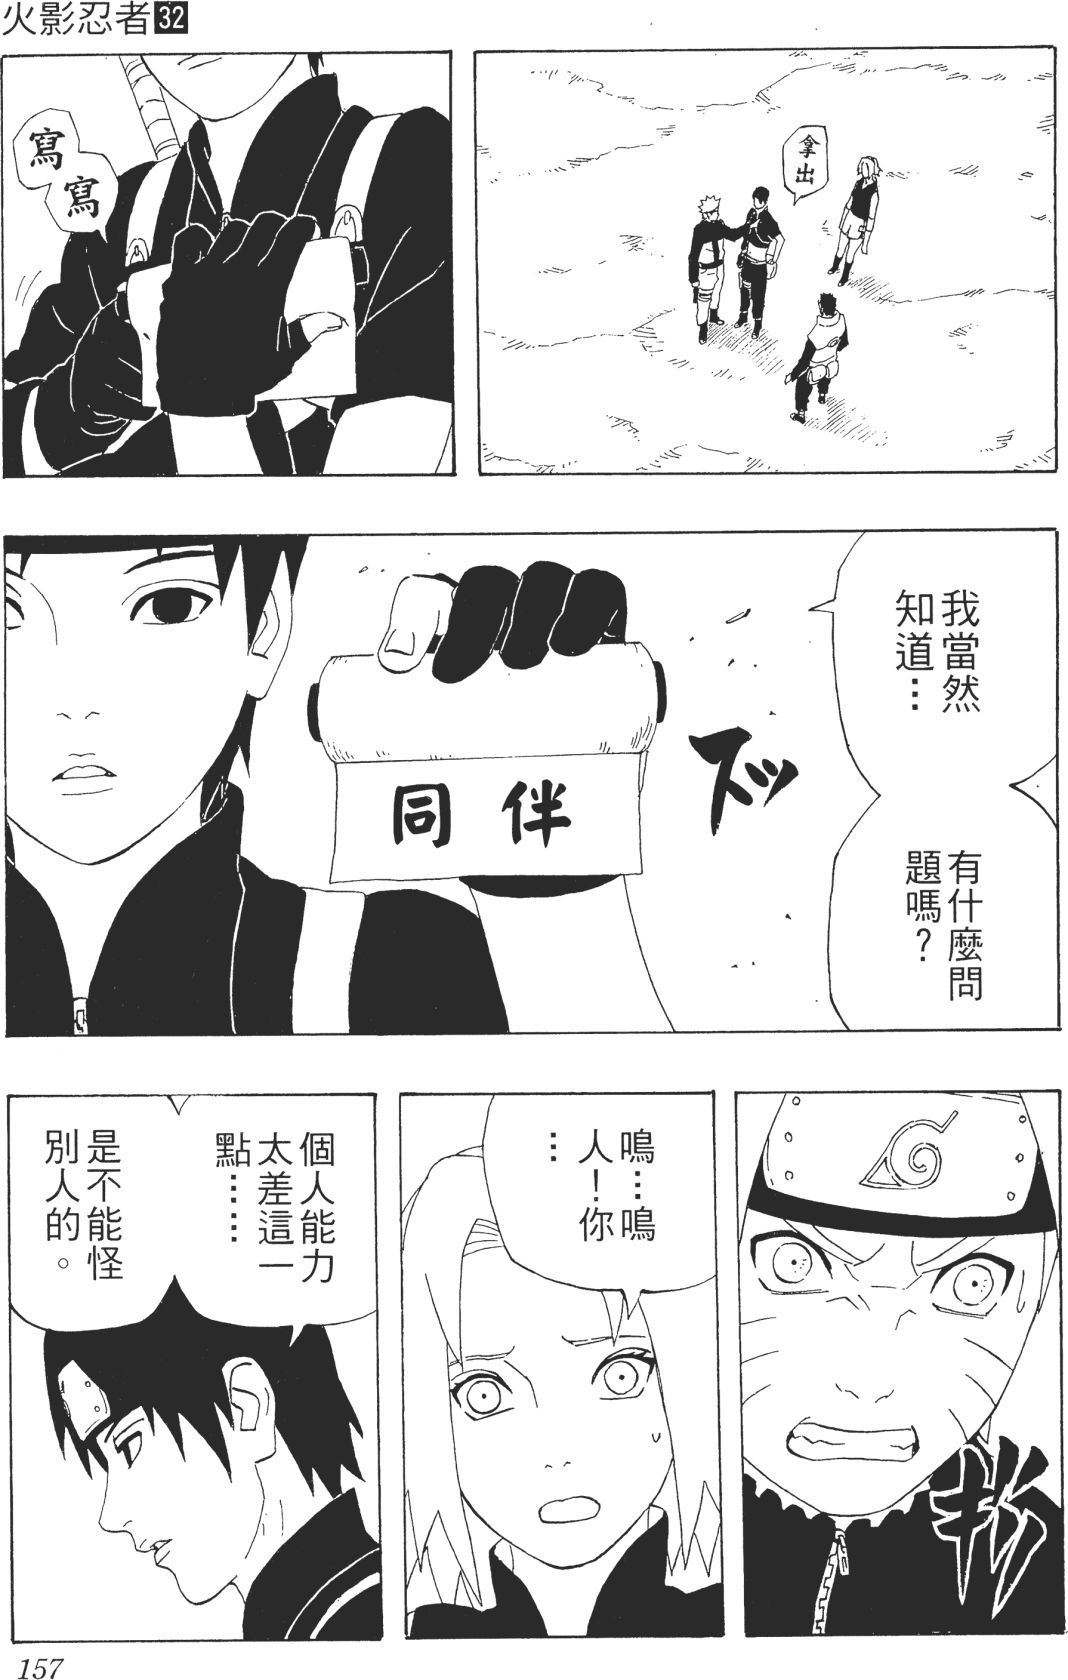 火影忍者32
拿出
寫
寫
我當然
知道…
有什麼問
題嗎？
同伴
ズッ
鳴…鳴
人！你
…
個人能力
太差這一
點……
是不能怪
別人的。
157